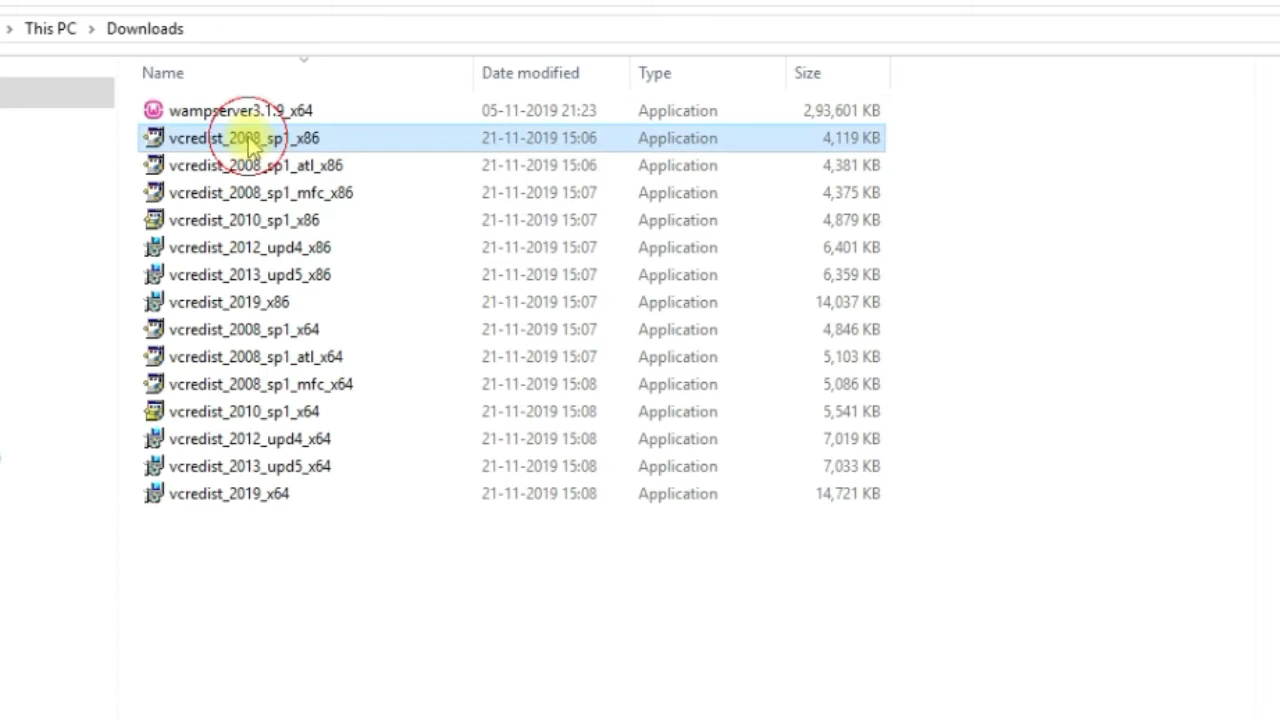 This PC > Downloads
Name Date modified Type Size
wampserver3.1.9_x64 05-11-2019 21:23 Application 2,93,601 KB
vcredist_2008_sp1_x86 21-11-2019 15:06 Application 4,119 KB
vcredist_2008_sp1_atl_x86 21-11-2019 15:06 Application 4,381 KB
vcredist_2008_sp1_mfc_x86 21-11-2019 15:07 Application 4,375 KB
vcredist_2010_sp1_x86 21-11-2019 15:07 Application 4,879 KB
vcredist_2012_upd4_x86 21-11-2019 15:07 Application 6,401 KB
vcredist_2013_upd5_x86 21-11-2019 15:07 Application 6,359 KB
vcredist_2019_x86 21-11-2019 15:07 Application 14,037 KB
vcredist_2008_sp1_x64 21-11-2019 15:07 Application 4,846 KB
vcredist_2008_sp1_atl_x64 21-11-2019 15:07 Application 5,103 KB
vcredist_2008_sp1_mfc_x64 21-11-2019 15:08 Application 5,086 KB
vcredist_2010_sp1_x64 21-11-2019 15:08 Application 5,541 KB
vcredist_2012_upd4_x64 21-11-2019 15:08 Application 7,019 KB
vcredist_2013_upd5_x64 21-11-2019 15:08 Application 7,033 KB
vcredist_2019_x64 21-11-2019 15:08 Application 14,721 KB